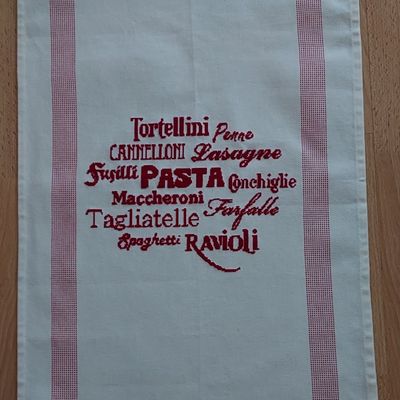 Tortellini Penne
CANNELLONI Lasagne
Fusilli PASTA Conchiglie
Maccheroni
Tagliatelle Farfalle
Spaghetti RAVIOLI